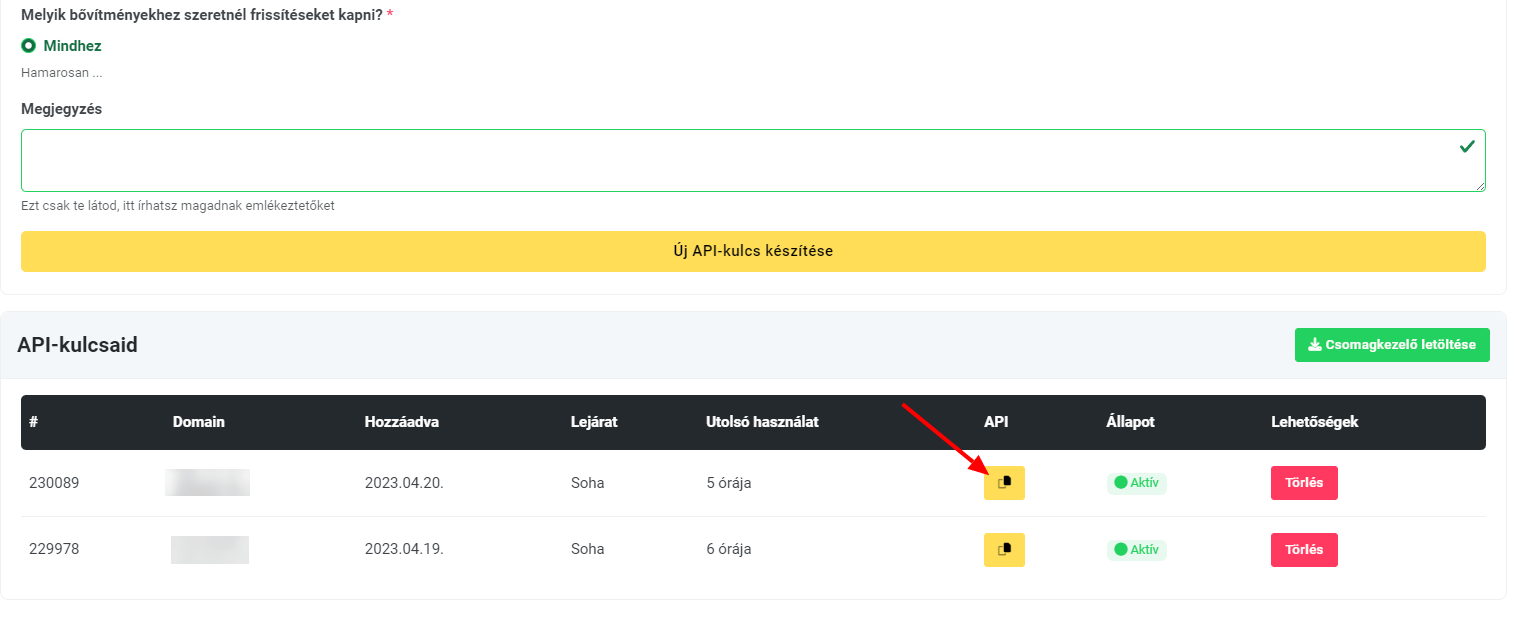 Melyik bővítményekhez szeretnél frissítéseket kapni? *
Mindhez
Hamarosan ...
Megjegyzés
Ezt csak te látod, itt írhatsz magadnak emlékeztetőket
Új API-kulcs készítése
API-kulcsaid
Csomagkezelő letöltése
# Domain Hozzáadva Lejárat Utolsó használat API Állapot Lehetőségek
230089 2023.04.20. Soha 5 órája Aktív Törlés
229978 2023.04.19. Soha 6 órája Aktív Törlés